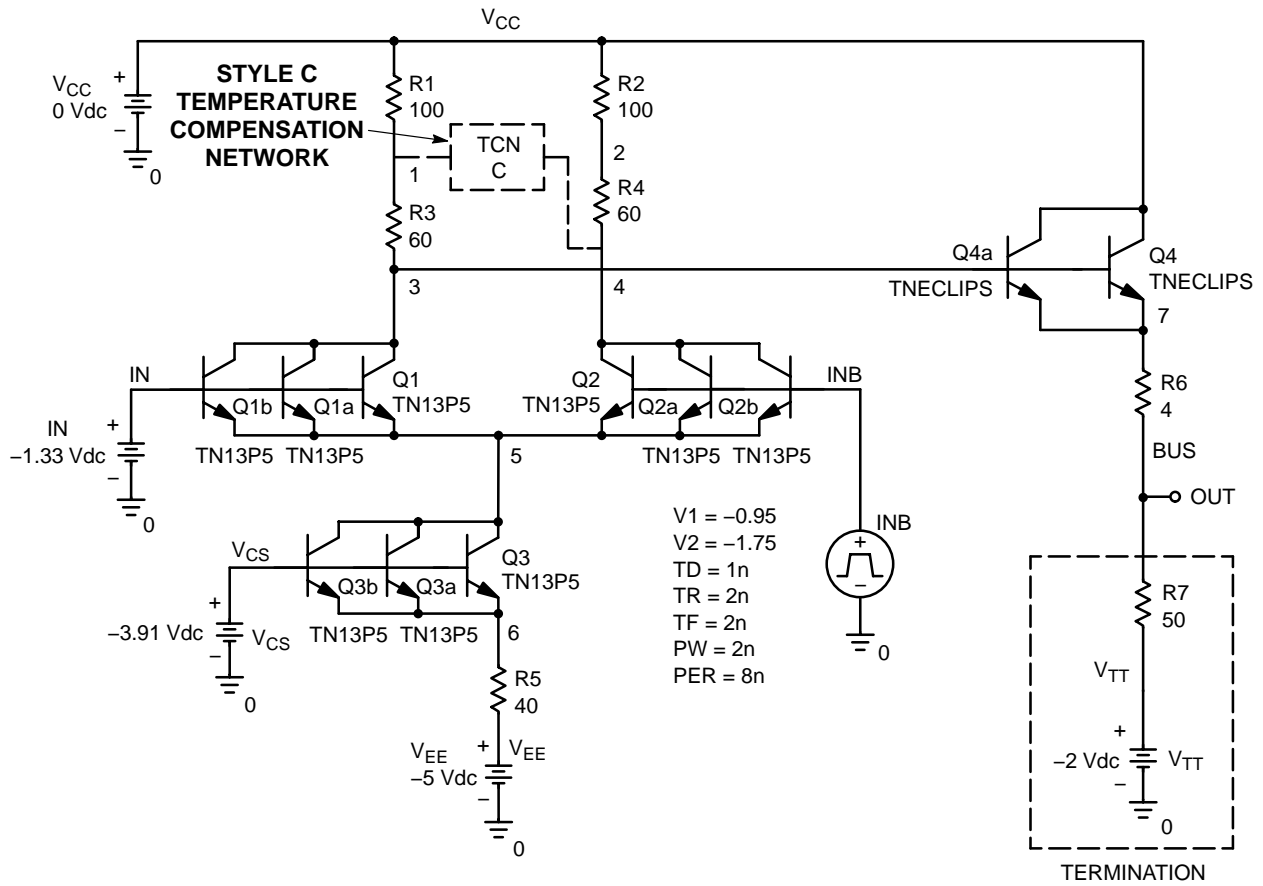 VCC
VCC
0 Vdc
+
−
0
STYLE C
TEMPERATURE
COMPENSATION
NETWORK
R1
100
R2
100
TCN
C
1
2
R3
60
R4
60
3
4
Q4a
TNECLIPS
Q4
TNECLIPS
7
IN
IN
−1.33 Vdc
+
−
0
Q1b
Q1a
Q1
TN13P5
TN13P5
TN13P5
Q2
TN13P5
Q2a
Q2b
TN13P5
TN13P5
INB
5
R6
4
BUS
OUT
VCS
Q3b
Q3a
Q3
TN13P5
TN13P5
TN13P5
+
−3.91 Vdc
−
VCS
0
6
R5
40
VEE
−5 Vdc
+
−
VEE
0
V1 = −0.95
V2 = −1.75
TD = 1n
TR = 2n
TF = 2n
PW = 2n
PER = 8n
INB
+
−
0
R7
50
VTT
+
−2 Vdc
−
VTT
0
TERMINATION